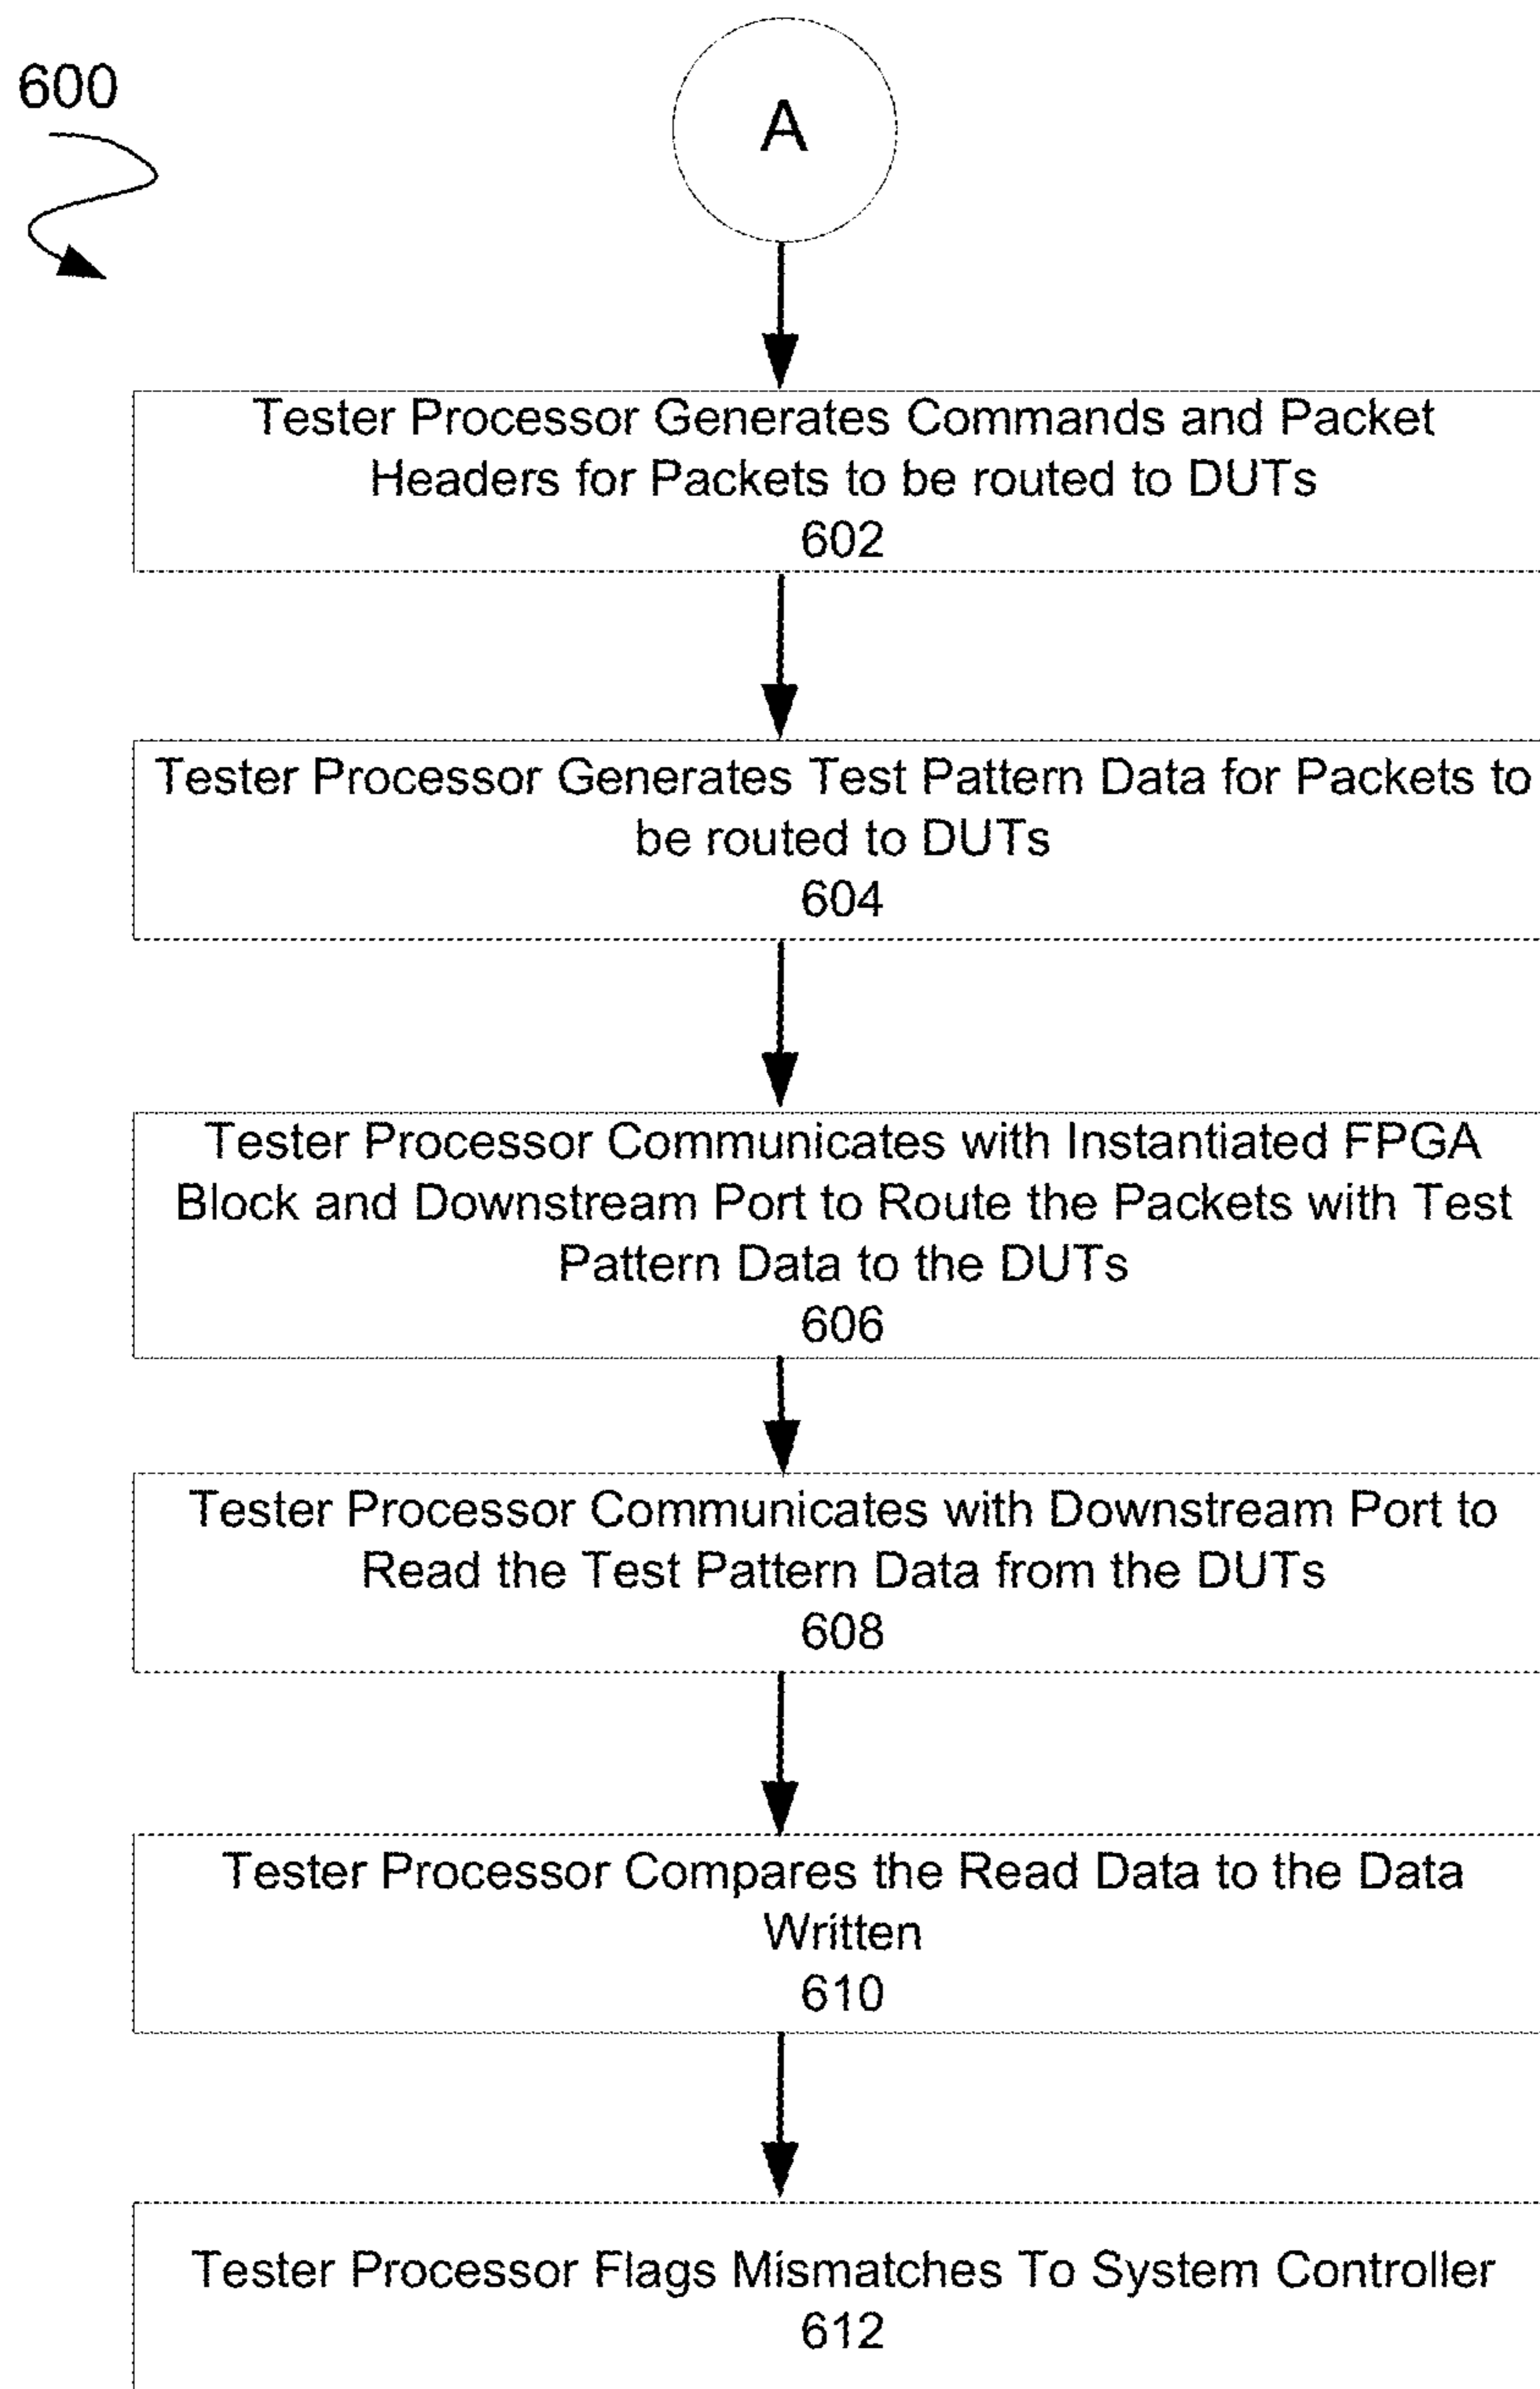 600
A
Tester Processor Generates Commands and Packet
Headers for Packets to be routed to DUTs
602
Tester Processor Generates Test Pattern Data for Packets to
be routed to DUTs
604
Tester Processor Communicates with Instantiated FPGA
Block and Downstream Port to Route the Packets with Test
Pattern Data to the DUTs
606
Tester Processor Communicates with Downstream Port to
Read the Test Pattern Data from the DUTs
608
Tester Processor Compares the Read Data to the Data
Written
610
Tester Processor Flags Mismatches To System Controller
612